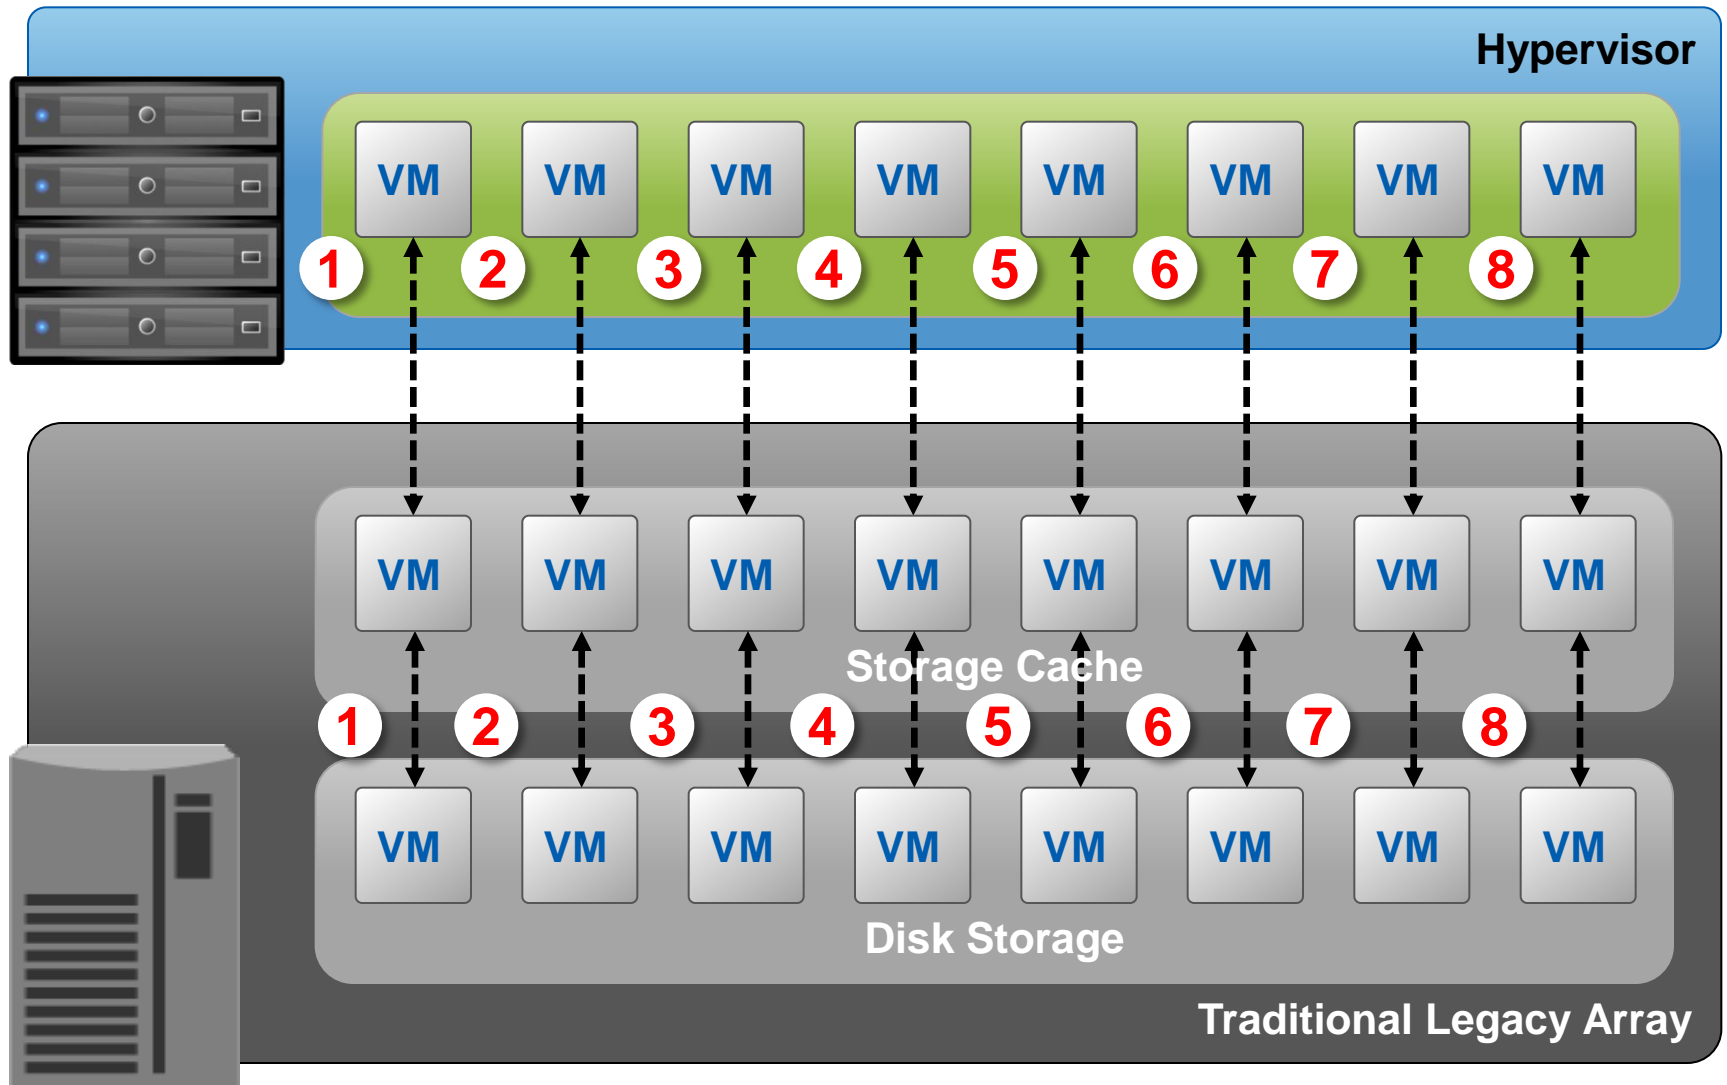 Hypervisor
VM VM VM VM VM VM VM VM
1 2 3 4 5 6 7 8
VM VM VM VM VM VM VM VM
Storage Cache
1 2 3 4 5 6 7 8
VM VM VM VM VM VM VM VM
Disk Storage
Traditional Legacy Array